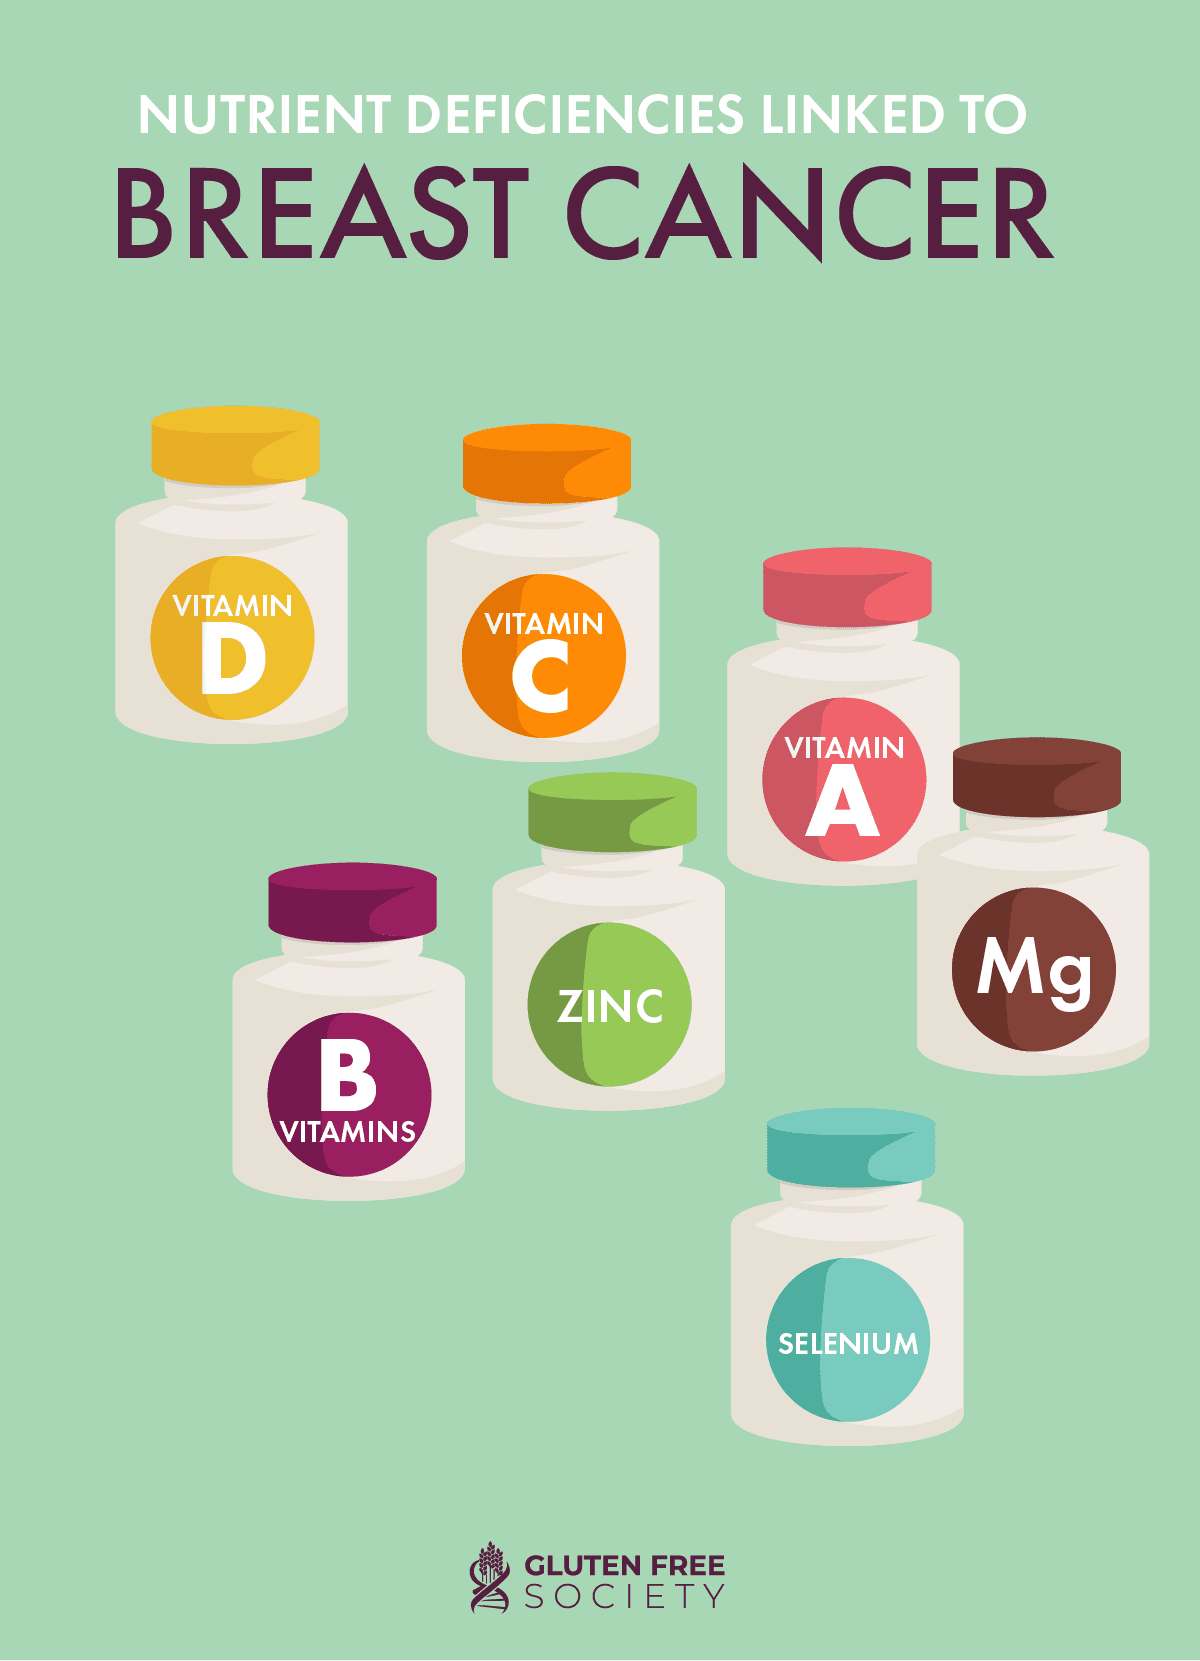 NUTRIENT DEFICIENCIES LINKED TO
BREAST CANCER
VITAMIN
D
VITAMIN
C
VITAMIN
A
Mg
ZINC
B
VITAMINS
SELENIUM
GLUTEN FREE
SOCIETY